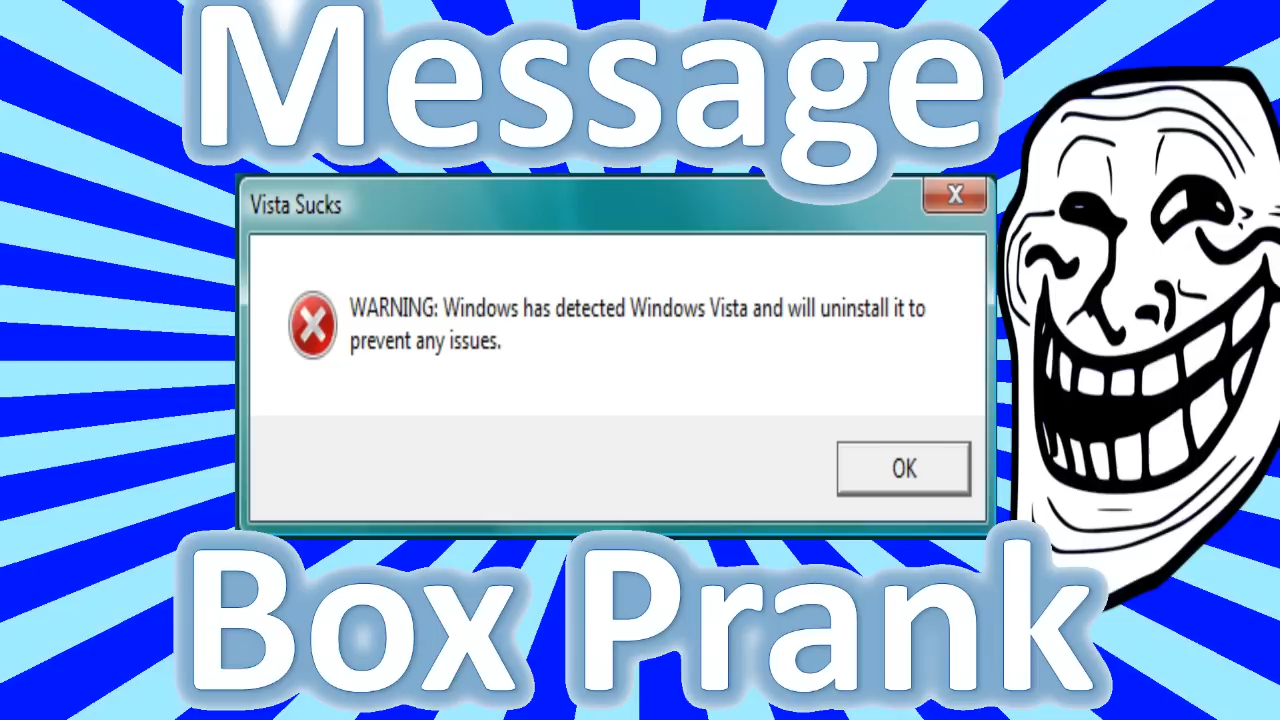 Message
Vista Sucks
X
WARNING: Windows has detected Windows Vista and will uninstall it to
prevent any issues.
OK
Box Prank